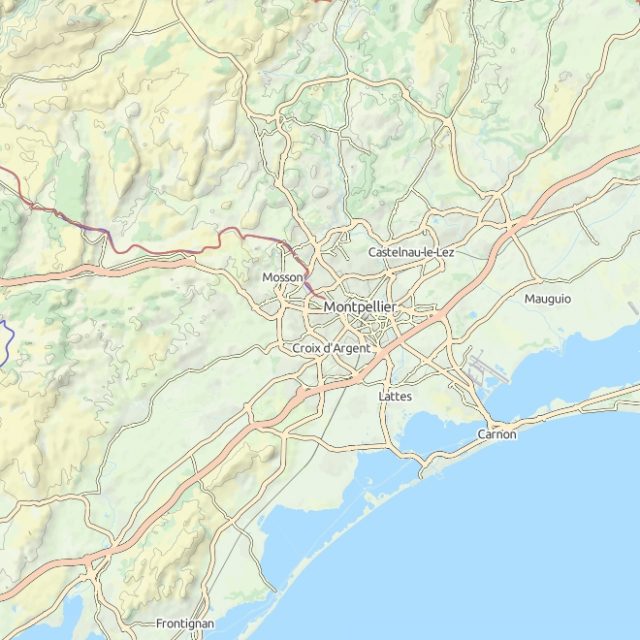 Castelnau-le-Lez
Mosson
Mauguio
Montpellier
Croix d'Argent
Lattes
Carnon
Frontignan